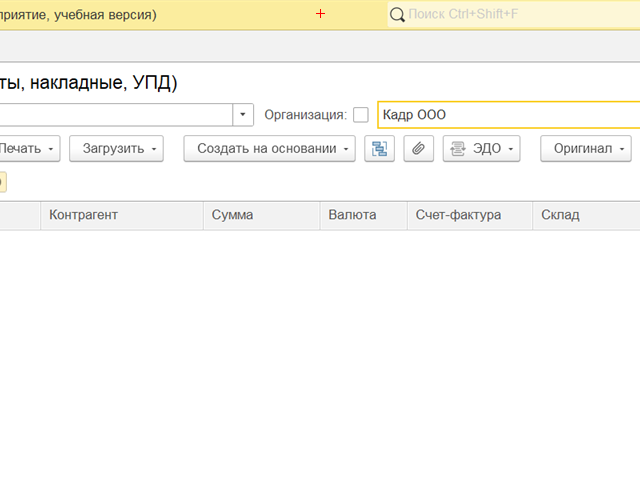 приятие, учебная версия)
Поиск Ctrl+Shift+F
ты, накладные, УПД)
Организация: Кадр ООО
Печать Загрузить Создать на основании ЭДО Оригинал
Контрагент Сумма Валюта Счет-фактура Склад